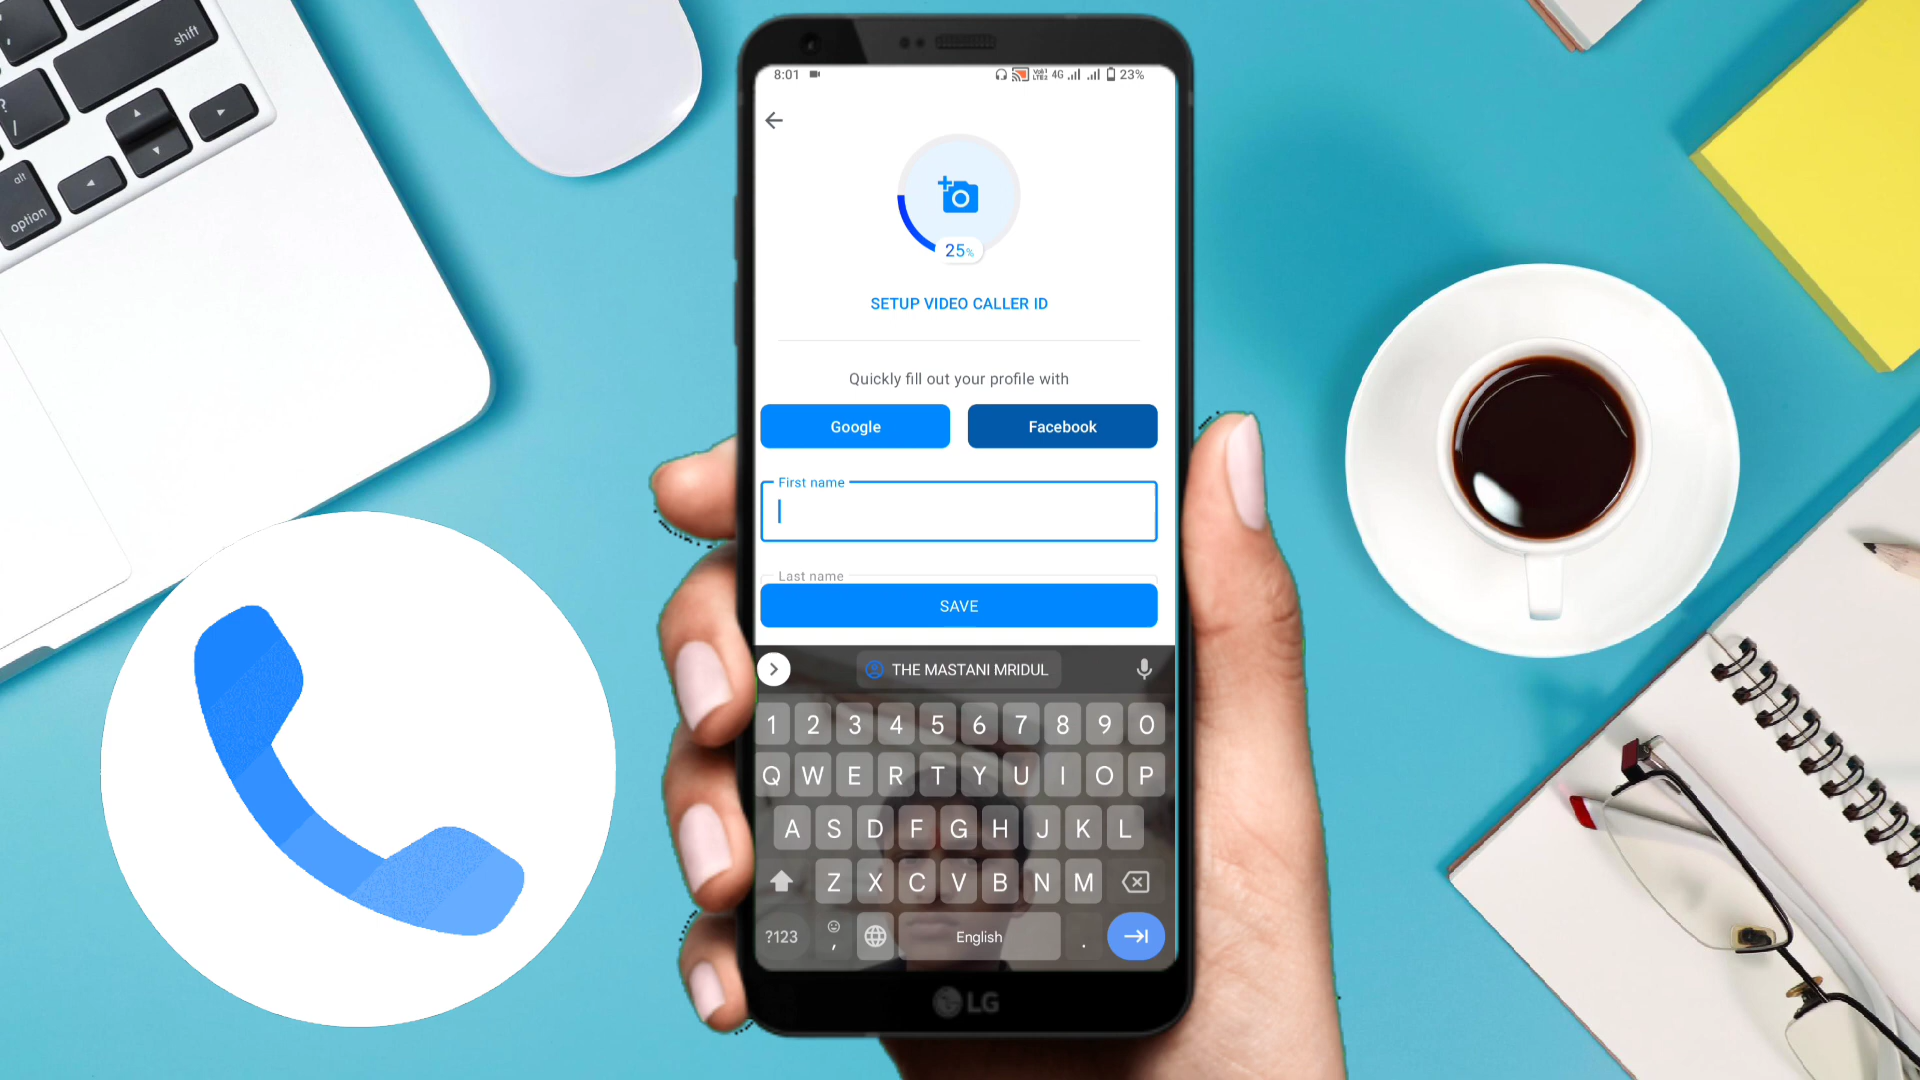 shift
?
/
alt
option
8:01
Vo1
LTE2 4G 23%
25%
SETUP VIDEO CALLER ID
Quickly fill out your profile with
Google Facebook
First name
Last name
SAVE
THE MASTANI MRIDUL
1 2 3 4 5 6 7 8 9 0
Q W E R T Y U I O P
A S D F G H J K L
Z X C V B N M
?123 , English .
LG